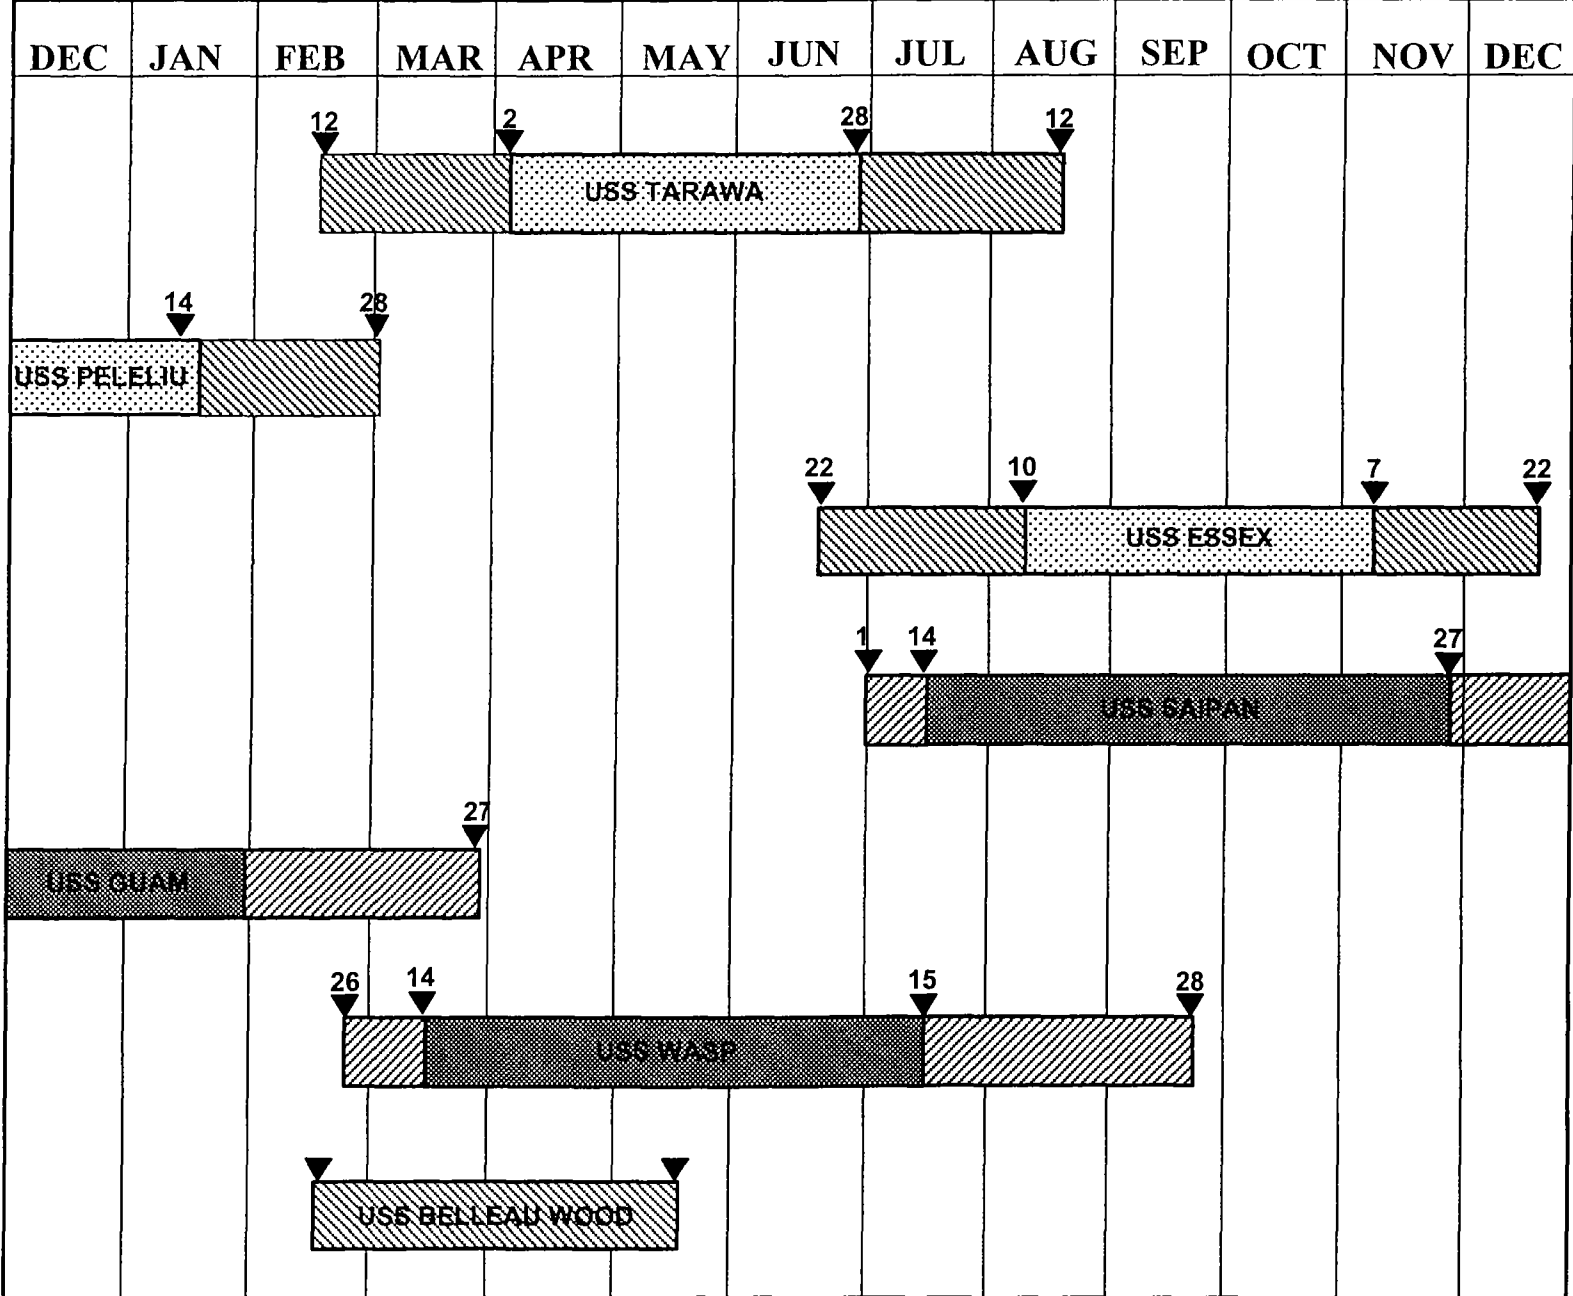 DEC JAN FEB MAR APR MAY JUN JUL AUG SEP OCT NOV DEC
12 2 28 12
USS TARAWA
14 28
USS PELELIU
22 10 7 22
USS ESSEX
1 14 27
USS SAIPAN
27
USS GUAM
26 14 15 28
USS WASP
USS BELLEAU WOOD